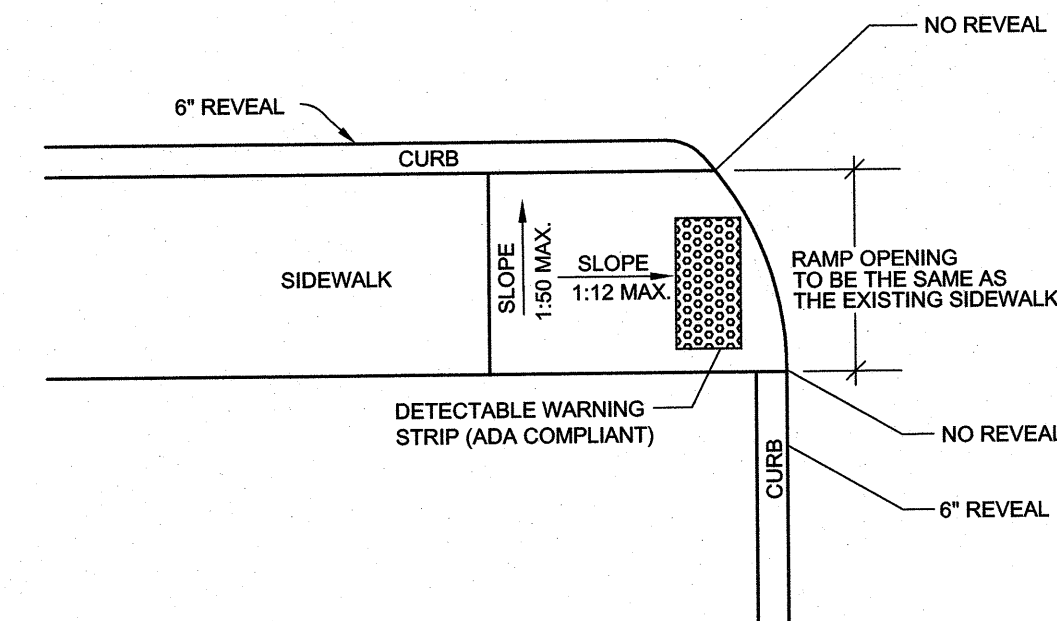 NO REVEAL
6" REVEAL
CURB
SIDEWALK
SLOPE
1:50 MAX.
SLOPE
1:12 MAX.
RAMP OPENING
TO BE THE SAME AS
THE EXISTING SIDEWALK
DETECTABLE WARNING
STRIP (ADA COMPLIANT)
NO REVEAL
CURB
6" REVEAL